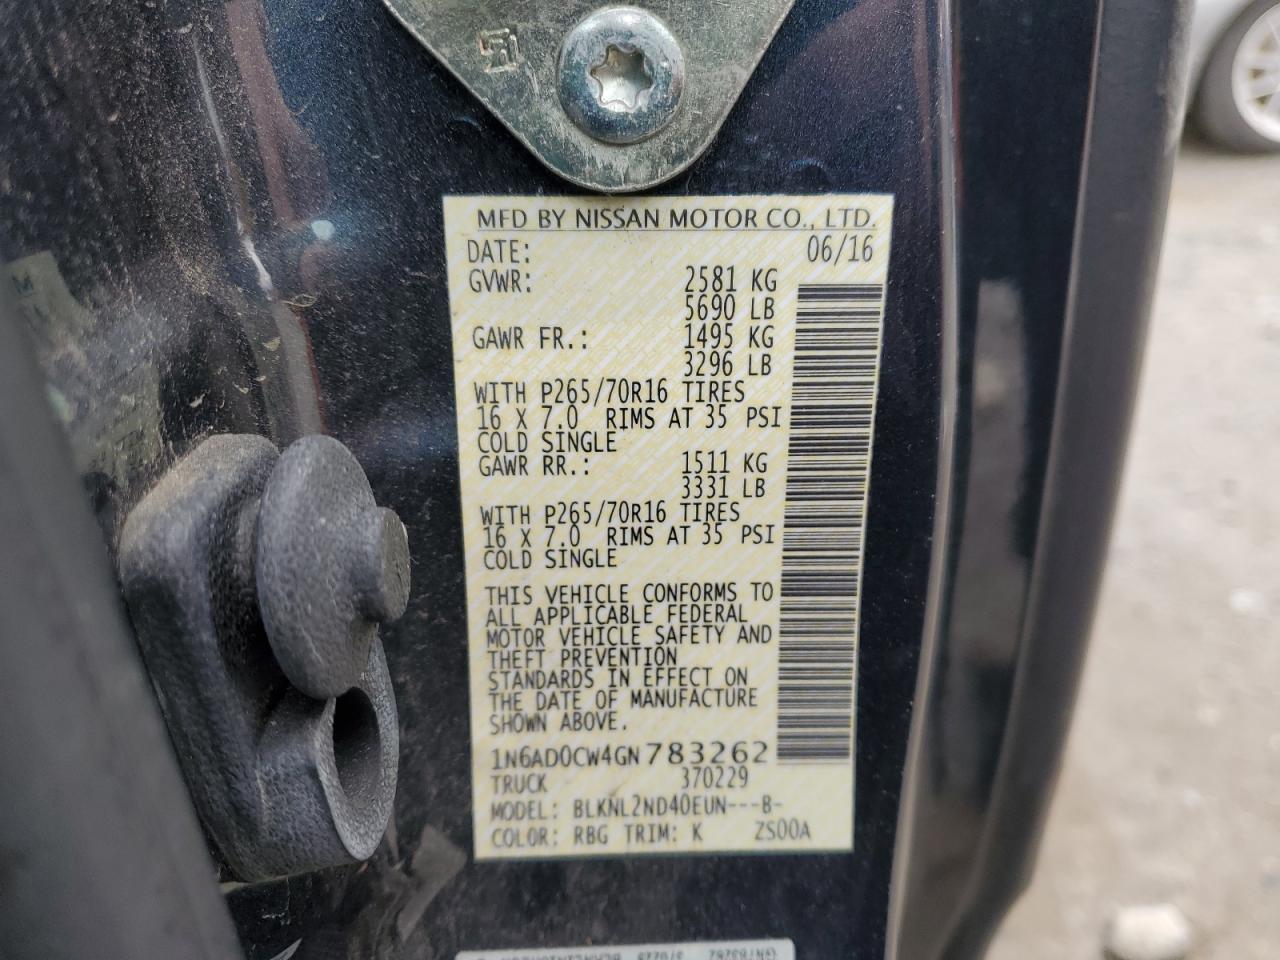 MFD BY NISSAN MOTOR CO., LTD.
DATE: 06/16
GVWR: 2581 KG
5690 LB
GAWR FR.: 1495 KG
3296 LB
WITH P265/70R16 TIRES
16 X 7.0 RIMS AT 35 PSI
COLD SINGLE
GAWR RR.: 1511 KG
3331 LB
WITH P265/70R16 TIRES
16 X 7.0 RIMS AT 35 PSI
COLD SINGLE
THIS VEHICLE CONFORMS TO
ALL APPLICABLE FEDERAL
MOTOR VEHICLE SAFETY AND
THEFT PREVENTION
STANDARDS IN EFFECT ON
THE DATE OF MANUFACTURE
SHOWN ABOVE.
1N6AD0CW4GN 783262
TRUCK 370229
MODEL: BLKNL2ND40EUN---B-
COLOR: RBG TRIM: K ZS00A